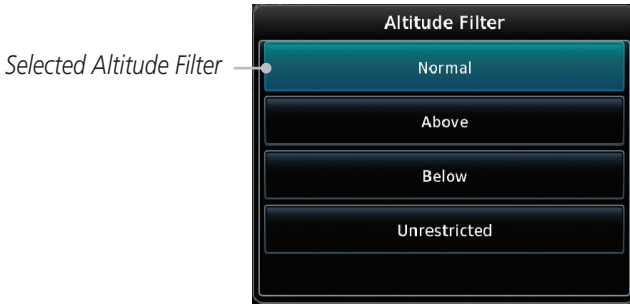 Altitude Filter
Selected Altitude Filter
Normal
Above
Below
Unrestricted